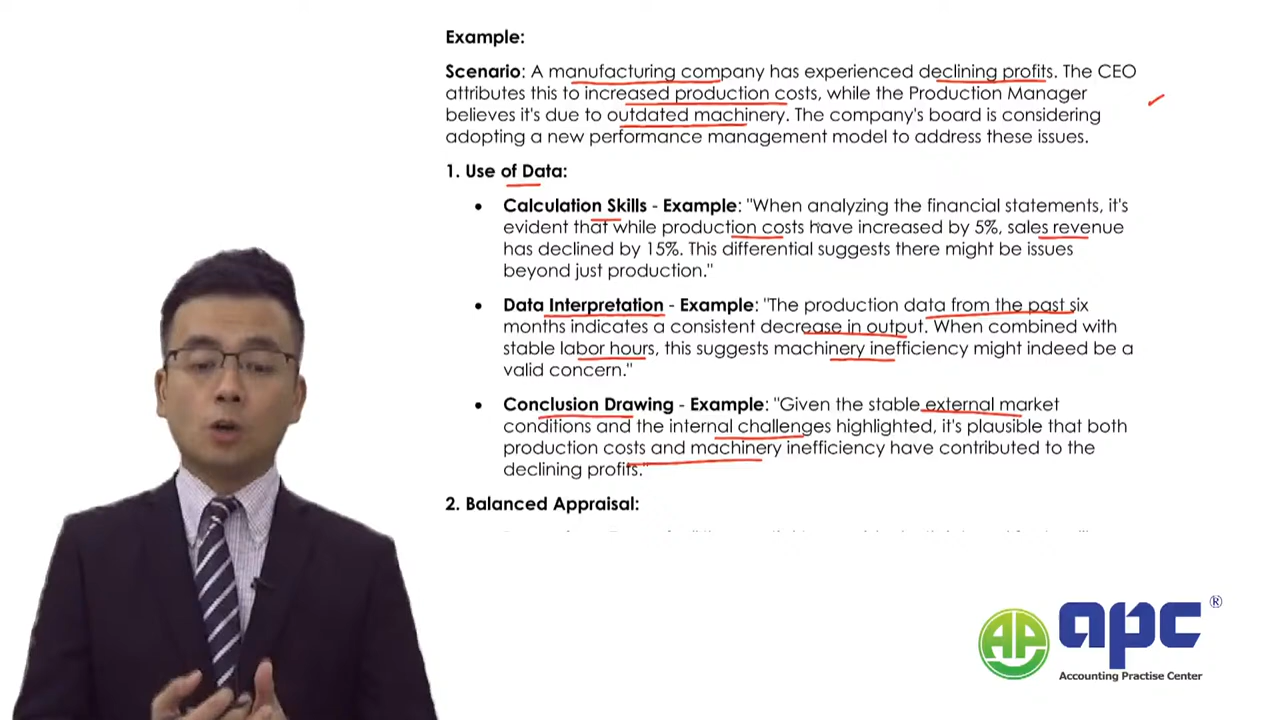 Example:
Scenario: A manufacturing company has experienced declining profits. The CEO
attributes this to increased production costs, while the Production Manager
believes it's due to outdated machinery. The company's board is considering
adopting a new performance management model to address these issues.
1. Use of Data:
• Calculation Skills - Example: "When analyzing the financial statements, it's
evident that while production costs have increased by 5%, sales revenue
has declined by 15%. This differential suggests there might be issues
beyond just production."
• Data Interpretation - Example: "The production data from the past six
months indicates a consistent decrease in output. When combined with
stable labor hours, this suggests machinery inefficiency might indeed be a
valid concern."
• Conclusion Drawing - Example: "Given the stable external market
conditions and the internal challenges highlighted, it's plausible that both
production costs and machinery inefficiency have contributed to the
declining profits."
2. Balanced Appraisal:
AP apc ®
Accounting Practise Center